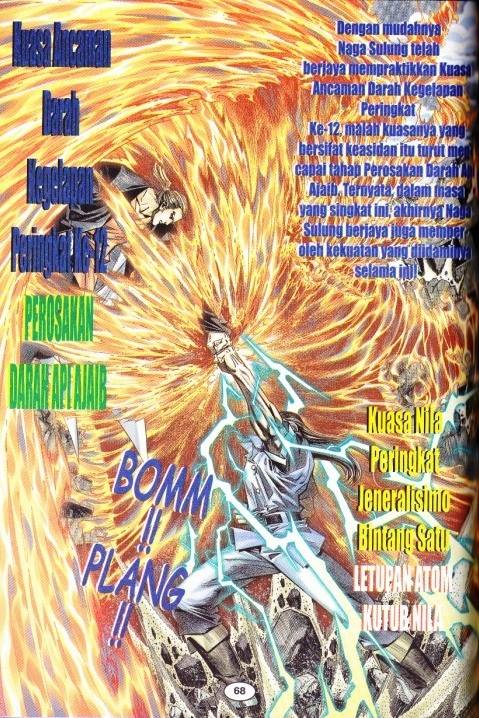 Kuasa Ancaman
Darah
Kegelapan
Peringkat Ke-12
PEROSAKAN
DARAH API AJAIB
Dengan mudahnya
Naga Sulung telah
berjaya mempraktikkan Kuasa
Ancaman Darah Kegelapan
Peringkat
Ke-12, malah kuasanya yang
bersifat keasidan itu turut men
capai tahap Perosakan Darah Api
Ajaib. Ternyata, dalam masa
yang singkat ini, akhirnya Naga
Sulung berjaya juga memper
oleh kekuatan yang diidamnya
selama ini!
Kuasa Nila
Peringkat
Jeneralisimo
Bintang Satu
LETUPAN ATOM
KUTUB NILA
BOMM
!!
PLANG
!!
68